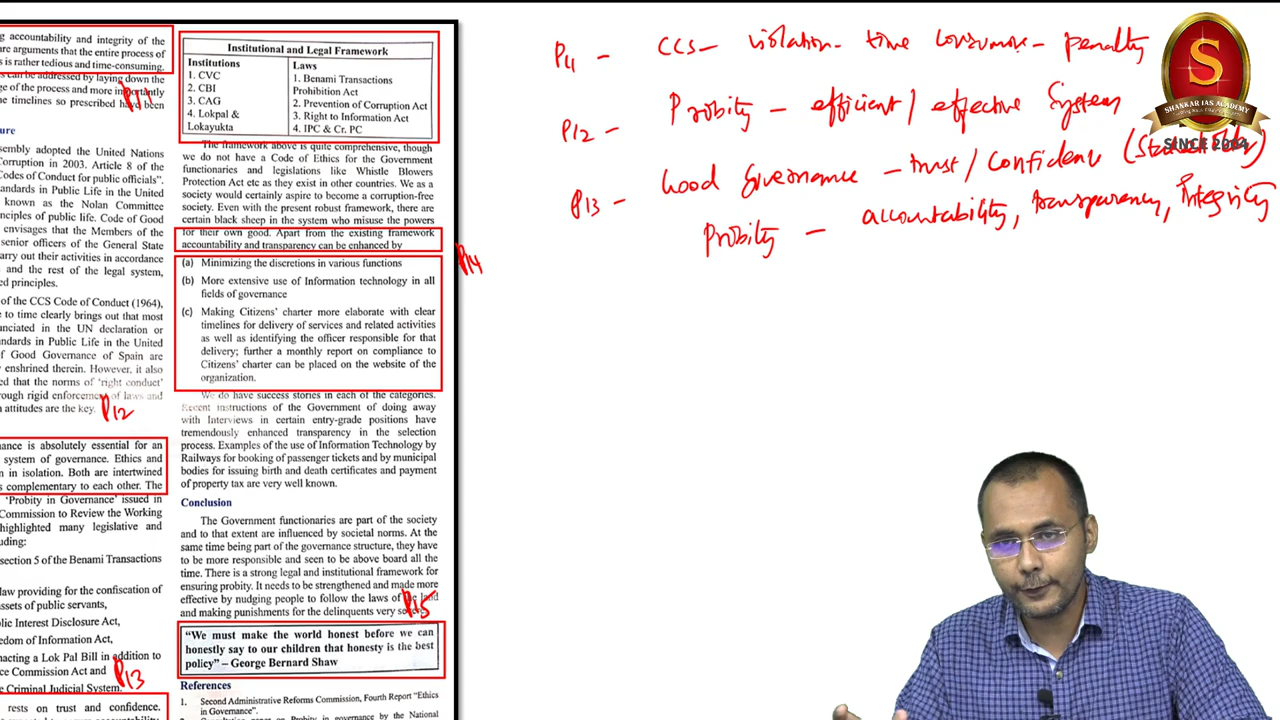 g accountability and integrity of the
re arguments that the entire process of
s is rather tedious and time-consuming.
s can be addressed by laying down the
ge of the process and more importantly
he timelines so prescribed have been
P11
ure
embly adopted the United Nations
Corruption in 2003. Article 8 of the
Codes of Conduct for public officials".
andards in Public Life in the United
known as the Nolan Committee
nciples of public life. Code of Good
envisages that the Members of the
senior officers of the General State
arry out their activities in accordance
and the rest of the legal system,
ed principles.
of the CCS Code of Conduct (1964),
e to time clearly brings out that most
unciated in the UN declaration or
ndards in Public Life in the United
f Good Governance of Spain are
enshrined therein. However, it also
ed that the norms of 'right conduct'
rough rigid enforcement of laws and
n attitudes are the key.
P12
nance is absolutely essential for an
system of governance. Ethics and
n in isolation. Both are intertwined
s complementary to each other. The
'Probity in Governance' issued in
Commission to Review the Working
highlighted many legislative and
luding:
section 5 of the Benami Transactions
law providing for the confiscation of
assets of public servants,
lic Interest Disclosure Act,
edom of Information Act,
nacting a Lok Pal Bill in addition to
ce Commission Act and
e Criminal Judicial System.
P13
rests on trust and confidence.
Institutional and Legal Framework
Institutions Laws
1. CVC 1. Benami Transactions
2. CBI Prohibition Act
3. CAG 2. Prevention of Corruption Act
4. Lokpal & 3. Right to Information Act
Lokayukta 4. IPC & Cr. PC
The framework above is quite comprehensive, though
we do not have a Code of Ethics for the Government
functionaries and legislations like Whistle Blowers
Protection Act etc as they exist in other countries. We as a
society would certainly aspire to become a corruption-free
society. Even with the present robust framework, there are
certain black sheep in the system who misuse the powers
for their own good. Apart from the existing framework
accountability and transparency can be enhanced by
P14
(a) Minimizing the discretions in various functions
(b) More extensive use of Information technology in all
fields of governance
(c) Making Citizens' charter more elaborate with clear
timelines for delivery of services and related activities
as well as identifying the officer responsible for that
delivery; further a monthly report on compliance to
Citizens' charter can be placed on the website of the
organization.
We do have success stories in each of the categories.
Recent instructions of the Government of doing away
with Interviews in certain entry-grade positions have
tremendously enhanced transparency in the selection
process. Examples of the use of Information Technology by
Railways for booking of passenger tickets and by municipal
bodies for issuing birth and death certificates and payment
of property tax are very well known.
Conclusion
The Government functionaries are part of the society
and to that extent are influenced by societal norms. At the
same time being part of the governance structure, they have
to be more responsible and seen to be above board all the
time. There is a strong legal and institutional framework for
ensuring probity. It needs to be strengthened and made more
effective by nudging people to follow the laws of the land
and making punishments for the delinquents very severe.
P15
"We must make the world honest before we can
honestly say to our children that honesty is the best
policy" – George Bernard Shaw
References
1. Second Administrative Reforms Commission, Fourth Report "Ethics
in Governance".
Consultation paper on Probity in governance by the National
P11 – CCS – violation – time consume – penalty
P12 – Probity – efficient / effective System
P13 – Good Governance – trust / Confidence
Probity – accountability, transparency, Integrity
S
SHANKAR IAS ACADEMY
SINCE 2004